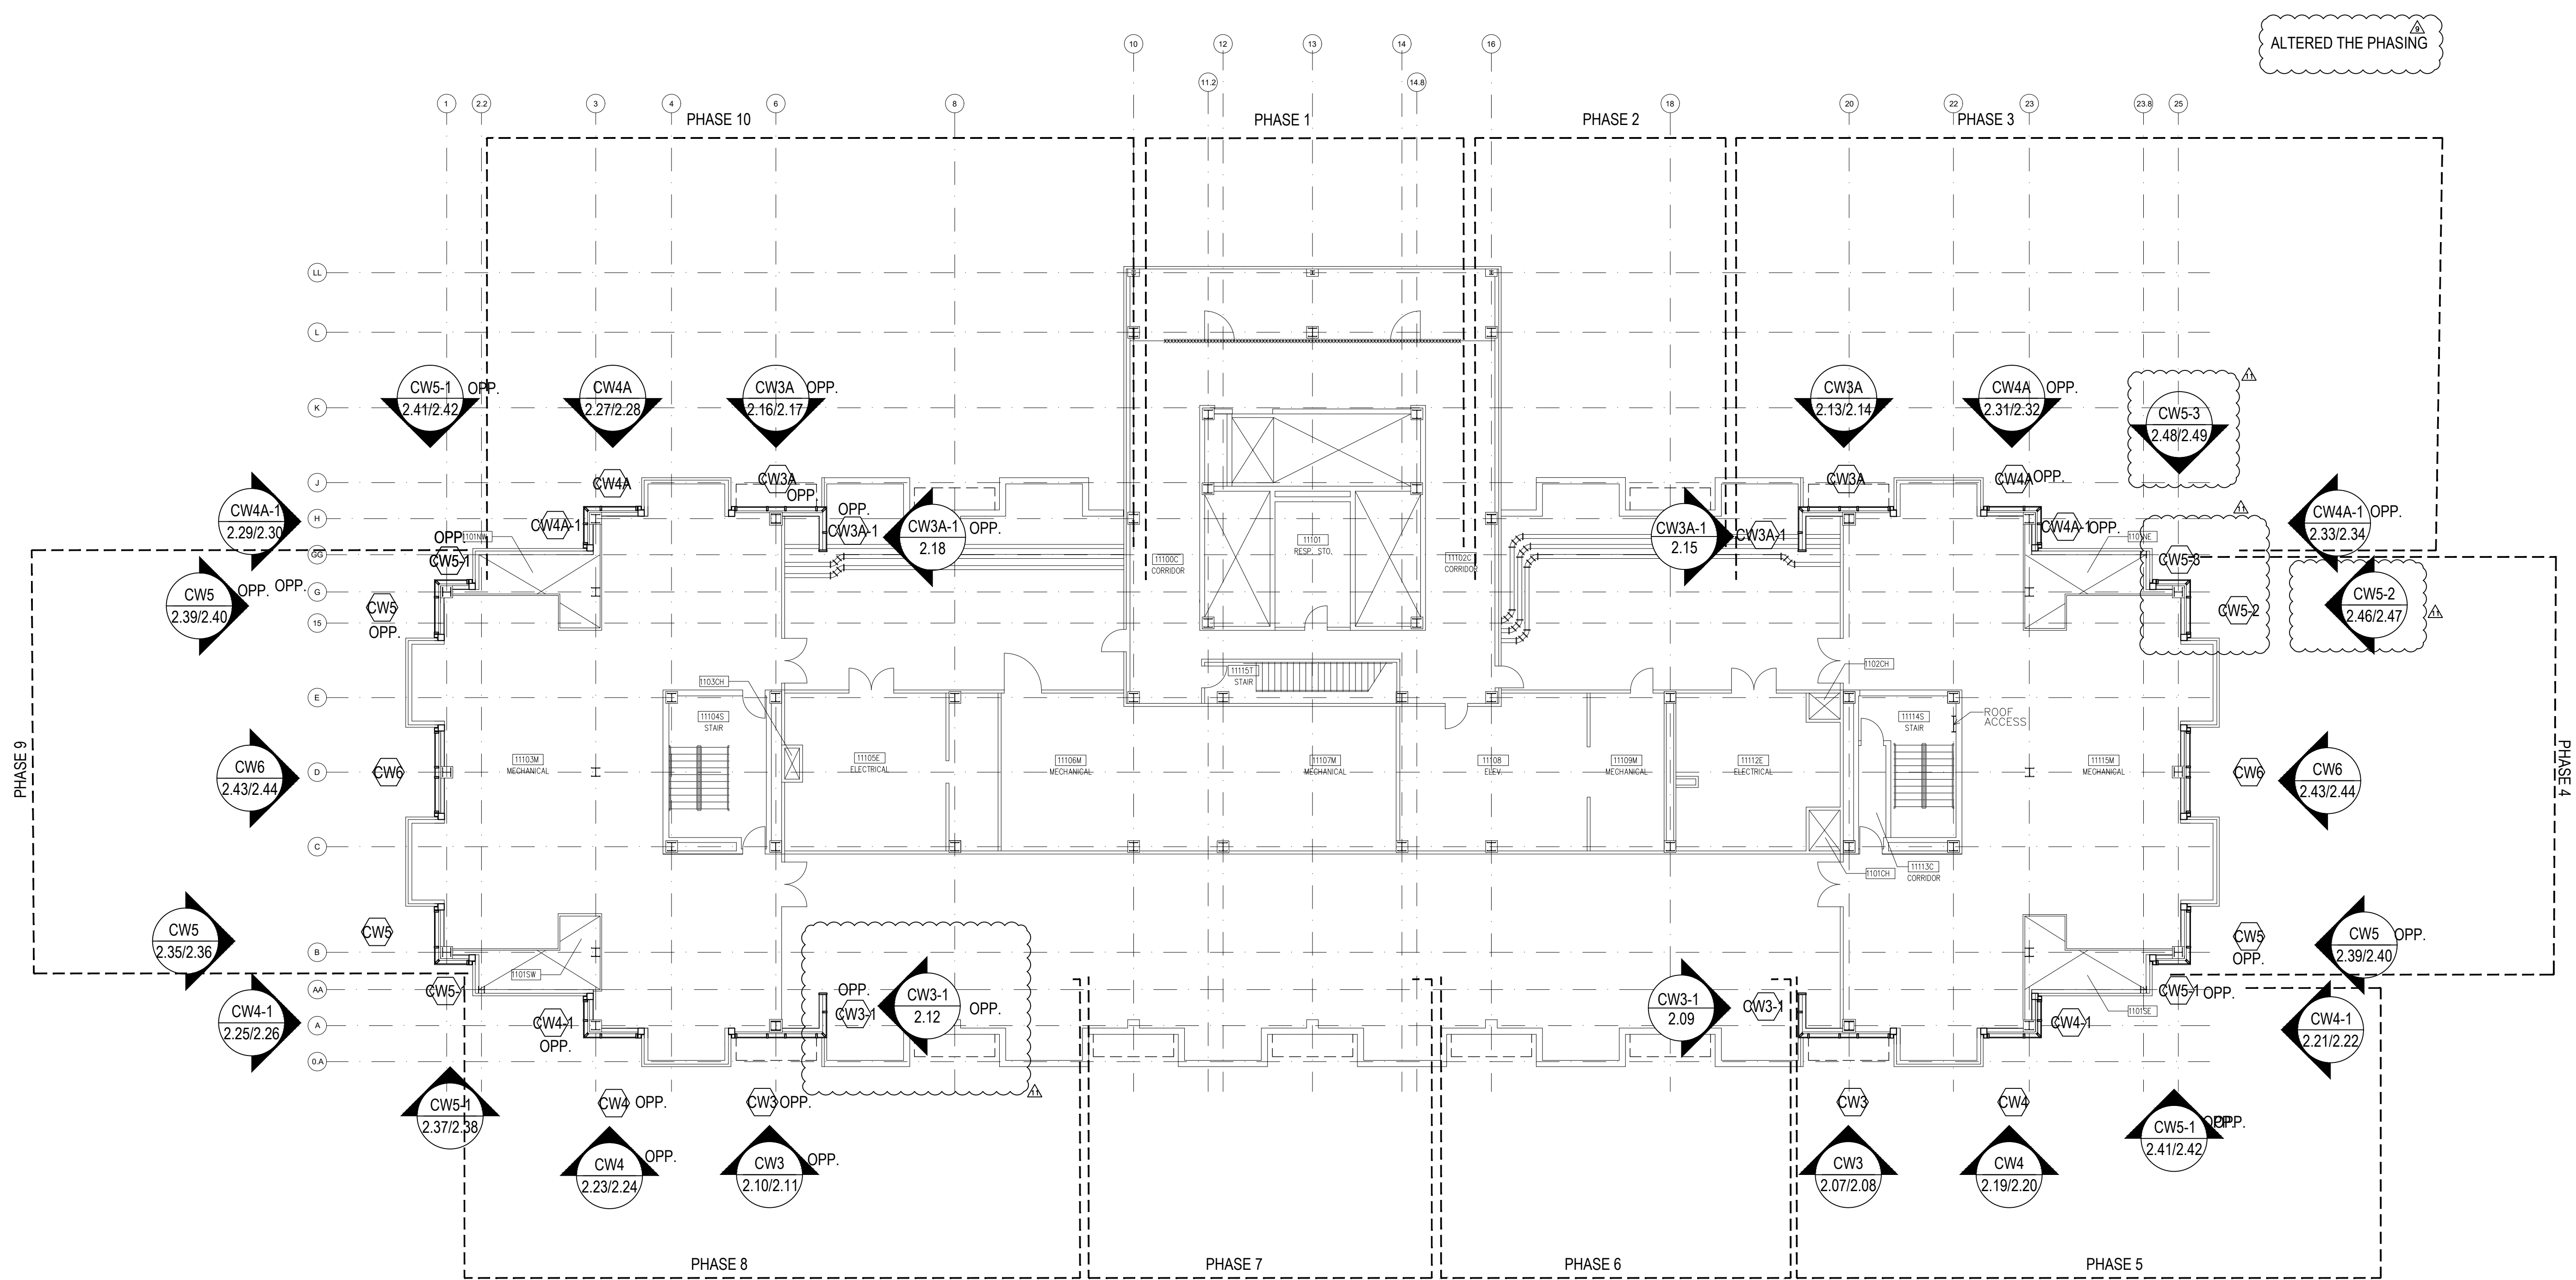 9
ALTERED THE PHASING
10
12
13
14
16
11.2
14.8
1
2.2
3
4
6
8
18
20
22
23
23.8
25
PHASE 10
PHASE 1
PHASE 2
PHASE 3
LL
L
K
J
H
GG
G
15
E
D
C
B
AA
A
0.A
CW5-1 OPP.
2.41/2.42
CW4A
2.27/2.28
CW3A OPP.
2.16/2.17
CW3A
2.13/2.14
CW4A OPP.
2.31/2.32
11
CW5-3
2.48/2.49
CW4A
CW3A
OPP.
CW3A
CW4A OPP.
CW4A-1
2.29/2.30
CW4A-1
OPP.
1101NW
CW5-1
OPP.
CW3A-1
CW3A-1 OPP.
2.18
11101
RESP. STO.
11100C
CORRIDOR
11102C
CORRIDOR
CW3A-1
2.15
CW3A-1
CW4A-1 OPP.
1101NE
11
CW5-3
CW4A-1 OPP.
2.33/2.34
CW5
2.39/2.40
OPP. OPP.
CW5
OPP.
CW5-2
CW5-2
2.46/2.47
11
11115T
STAIR
1103CH
1102CH
11104S
STAIR
11114S
STAIR
ROOF
ACCESS
PHASE 9
CW6
2.43/2.44
CW6
11103M
MECHANICAL
11105E
ELECTRICAL
11106M
MECHANICAL
11107M
MECHANICAL
11108
ELEV.
11109M
MECHANICAL
11112E
ELECTRICAL
11115M
MECHANICAL
CW6
CW6
2.43/2.44
PHASE 4
1101CH
11113C
CORRIDOR
CW5
2.35/2.36
CW5
1101SW
CW5-1
CW4-1
2.25/2.26
CW4-1
OPP.
OPP.
CW3-1
CW3-1 OPP.
2.12
11
CW3-1
2.09
CW3-1
CW5
OPP.
CW5 OPP.
2.39/2.40
CW5-1 OPP.
1101SE
CW4-1
CW4-1
2.21/2.22
CW5-1
2.37/2.38
CW4 OPP.
CW3 OPP.
CW3
CW4
CW4 OPP.
2.23/2.24
CW3 OPP.
2.10/2.11
CW3
2.07/2.08
CW4
2.19/2.20
CW5-1 OPP. OPP.
2.41/2.42
PHASE 8
PHASE 7
PHASE 6
PHASE 5